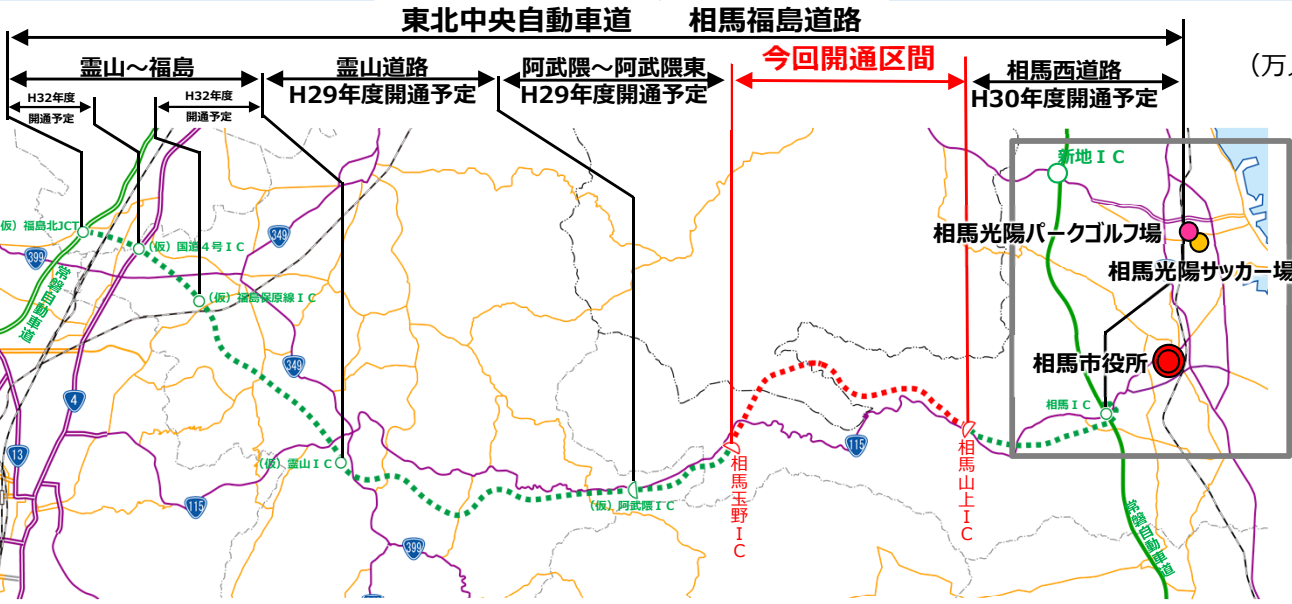 東北中央自動車道 相馬福島道路
霊山～福島
H32年度
開通予定
H32年度
開通予定
霊山道路
H29年度開通予定
阿武隈～阿武隈東
H29年度開通予定
今回開通区間
相馬西道路
H30年度開通予定
(万
新地IC
仮）福島北JCT
(仮）国道4号IC
(仮）福島保原線IC
399
349
常磐自動車道
349
4
13
115
(仮）霊山IC
399
(仮）阿武隈IC
相馬玉野IC
115
相馬山上IC
相馬光陽パークゴルフ場
相馬光陽サッカー場
相馬市役所
相馬IC
常磐自動車道